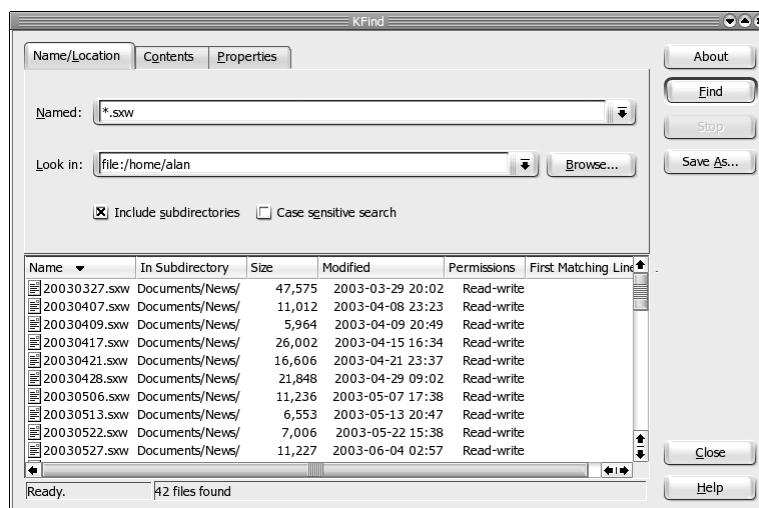 KFind
Name/Location Contents Properties
About
Find
Stop
Save As...
Named: *.sxw
Look in: file:/home/alan Browse...
Include subdirectories Case sensitive search
Name In Subdirectory Size Modified Permissions First Matching Line
20030327.sxw Documents/News/ 47,575 2003-03-29 20:02 Read-write
20030407.sxw Documents/News/ 11,012 2003-04-08 23:23 Read-write
20030409.sxw Documents/News/ 5,964 2003-04-09 20:49 Read-write
20030417.sxw Documents/News/ 26,002 2003-04-15 16:34 Read-write
20030421.sxw Documents/News/ 16,606 2003-04-21 23:37 Read-write
20030428.sxw Documents/News/ 21,848 2003-04-29 09:02 Read-write
20030506.sxw Documents/News/ 11,236 2003-05-07 17:38 Read-write
20030513.sxw Documents/News/ 6,553 2003-05-13 20:47 Read-write
20030522.sxw Documents/News/ 7,006 2003-05-22 15:38 Read-write
20030527.sxw Documents/News/ 11,227 2003-06-04 02:57 Read-write
Close
Help
Ready. 42 files found